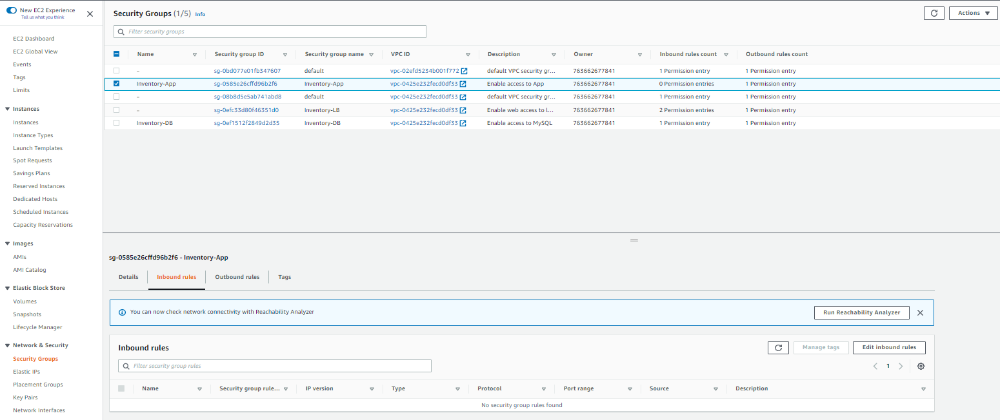 New EC2 Experience
Tell us what you think
EC2 Dashboard
EC2 Global View
Events
Tags
Limits
Instances
Instances
Instance Types
Launch Templates
Spot Requests
Savings Plans
Reserved Instances
Dedicated Hosts
Scheduled Instances
Capacity Reservations
Images
AMIs
AMI Catalog
Elastic Block Store
Volumes
Snapshots
Lifecycle Manager
Network & Security
Security Groups
Elastic IPs
Placement Groups
Key Pairs
Network Interfaces
Security Groups (1/5) Info
Actions
Filter security groups
Name Security group ID Security group name VPC ID Description Owner Inbound rules count Outbound rules count
– sg-0bd077e01fb347607 default vpc-02efd5234b001f772 default VPC security gr... 763662677841 1 Permission entry 1 Permission entry
Inventory-App sg-0585e26cffd96b2f6 Inventory-App vpc-0425e232fecd0df33 Enable access to App 763662677841 0 Permission entries 1 Permission entry
– sg-08b8d5e5ab741abd8 default vpc-0425e232fecd0df33 default VPC security gr... 763662677841 1 Permission entry 1 Permission entry
– sg-0efc33d80f46351d0 Inventory-LB vpc-0425e232fecd0df33 Enable web access to l... 763662677841 2 Permission entries 1 Permission entry
Inventory-DB sg-0ef1512f2849d2d35 Inventory-DB vpc-0425e232fecd0df33 Enable access to MySQL 763662677841 1 Permission entry 1 Permission entry
sg-0585e26cffd96b2f6 - Inventory-App
Details Inbound rules Outbound rules Tags
You can now check network connectivity with Reachability Analyzer Run Reachability Analyzer
Inbound rules Manage tags Edit inbound rules
Filter security group rules
1
Name Security group rule... IP version Type Protocol Port range Source Description
No security group rules found